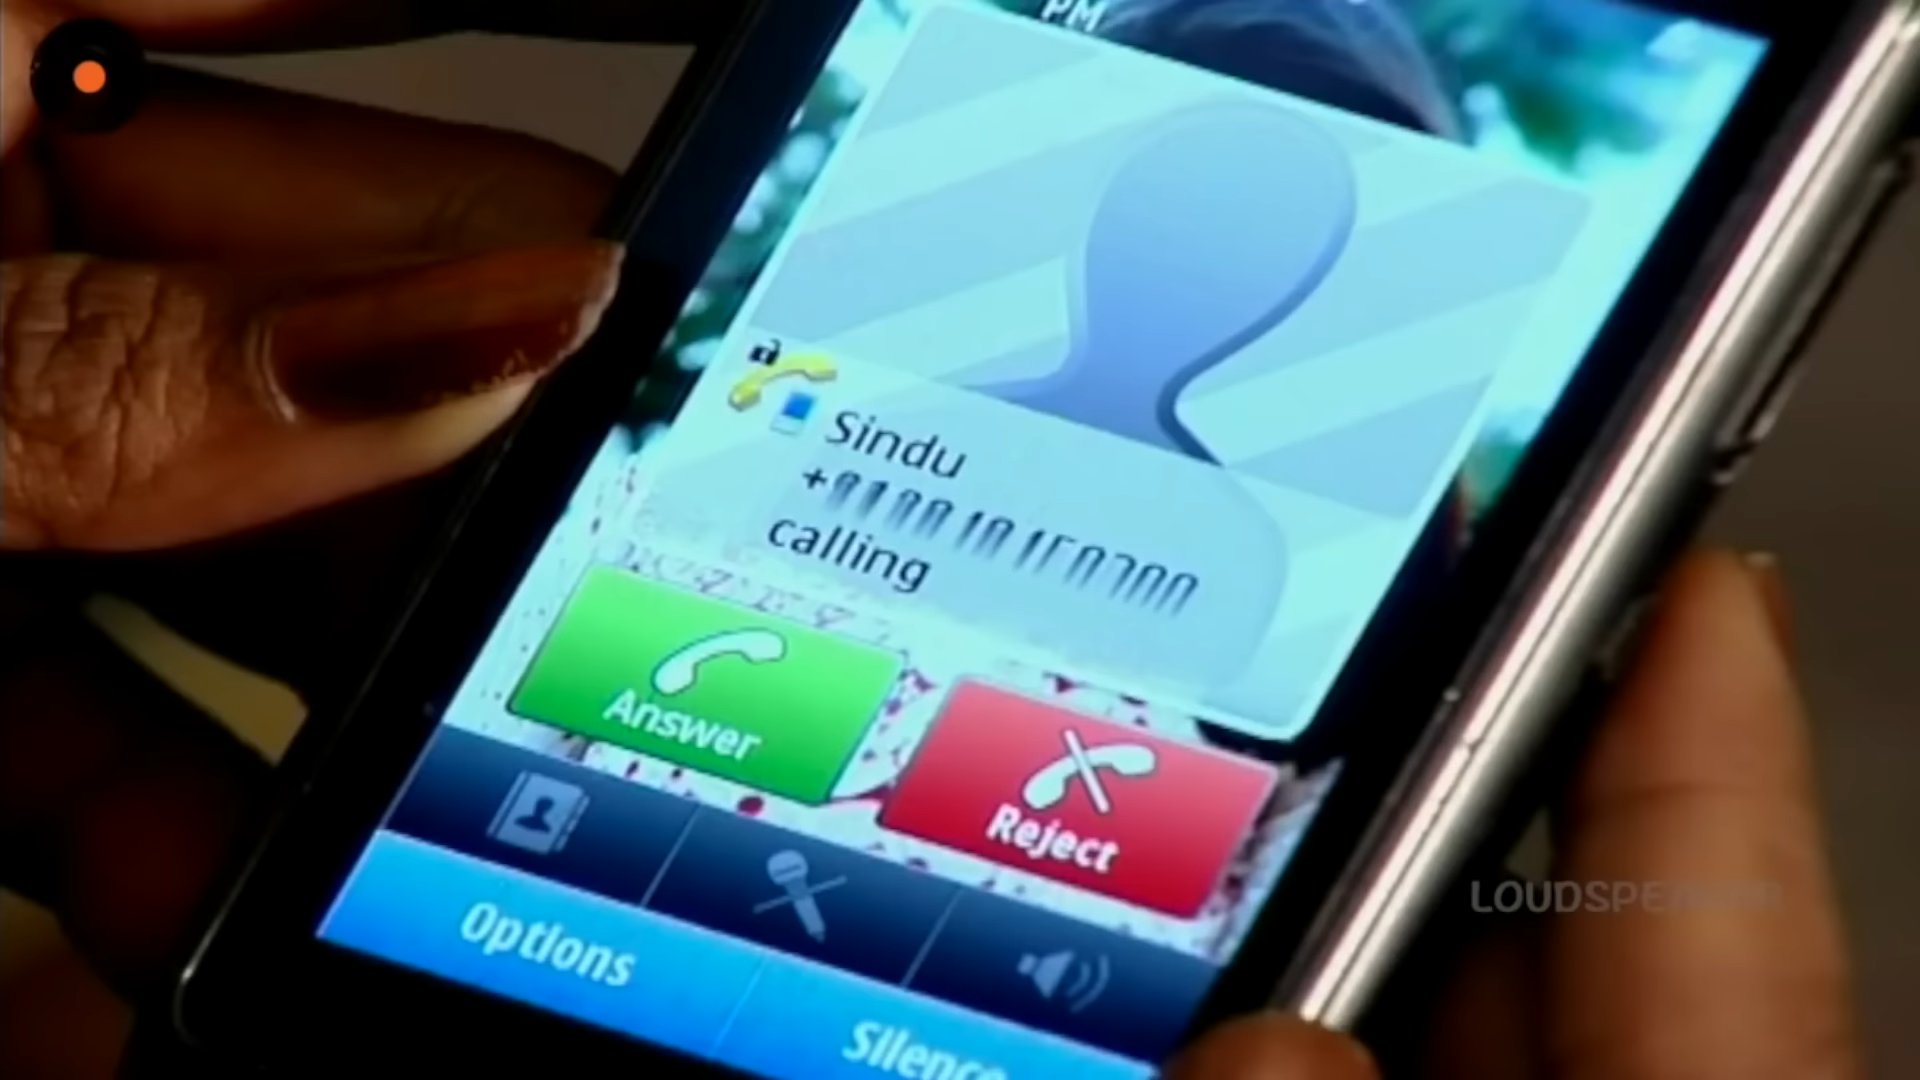 PM
Sindu
calling
Answer
Reject
Options
Silence
LOUDSPEAKER